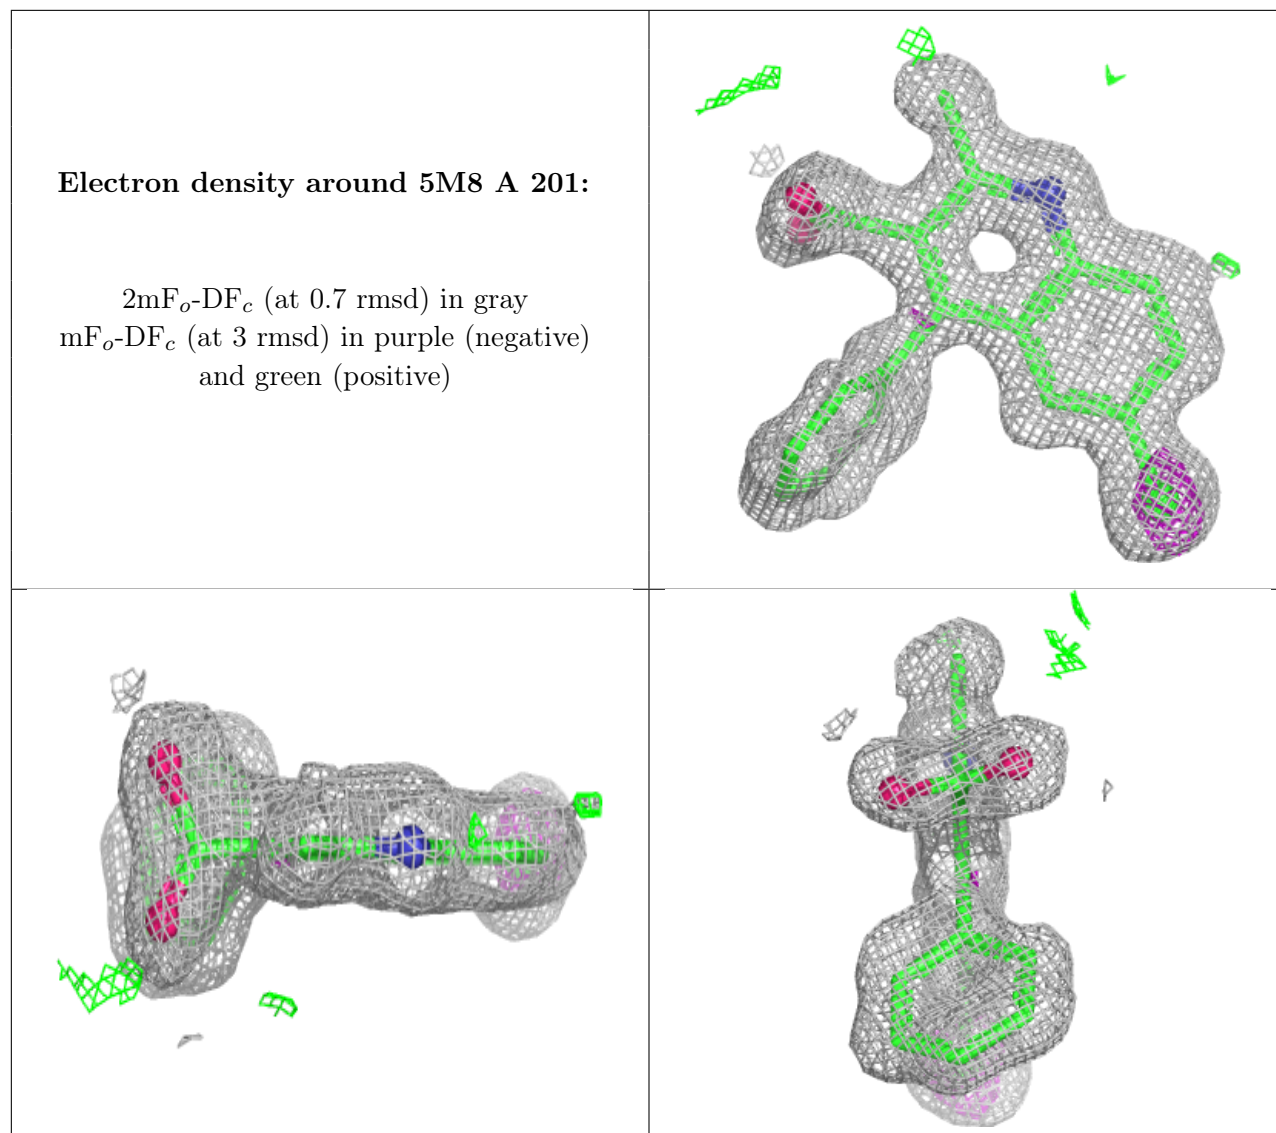 Electron density around 5M8 A 201:
2mFo-DFc (at 0.7 rmsd) in gray
mFo-DFc (at 3 rmsd) in purple (negative)
and green (positive)